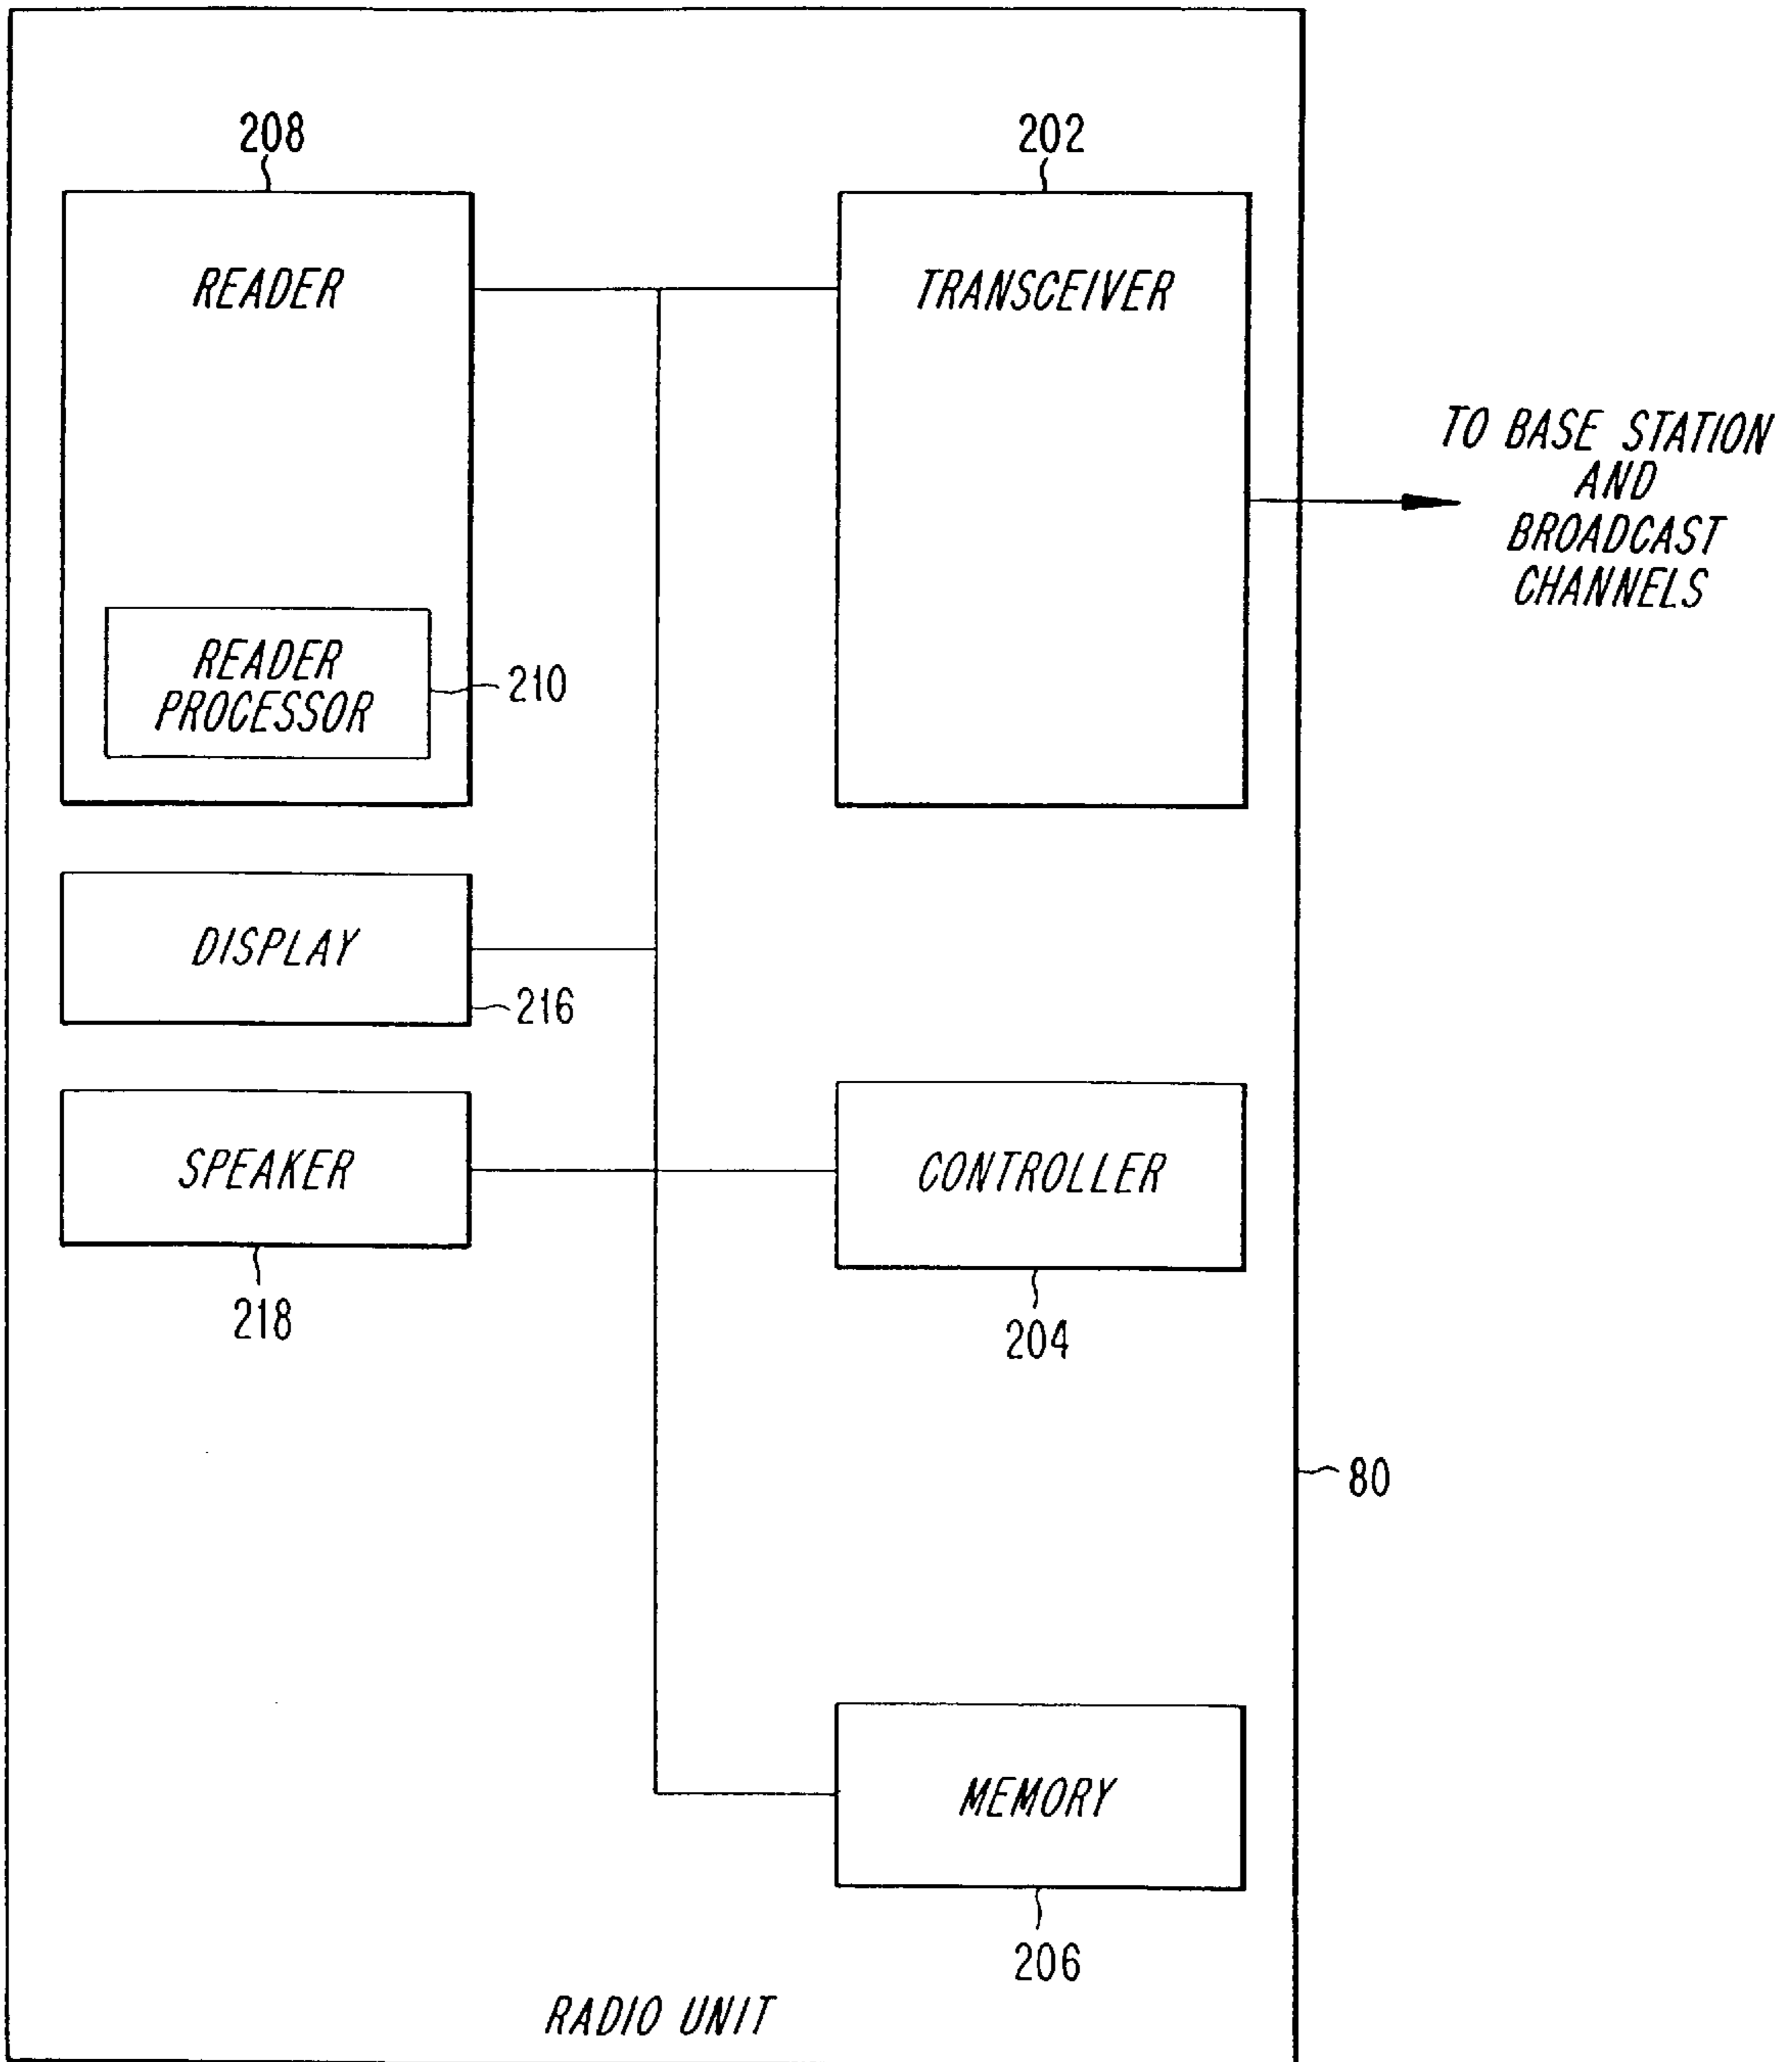 208
202
READER
TRANSCEIVER
TO BASE STATION
AND
BROADCAST
CHANNELS
READER
PROCESSOR
210
DISPLAY
216
SPEAKER
CONTROLLER
218
204
80
MEMORY
206
RADIO UNIT